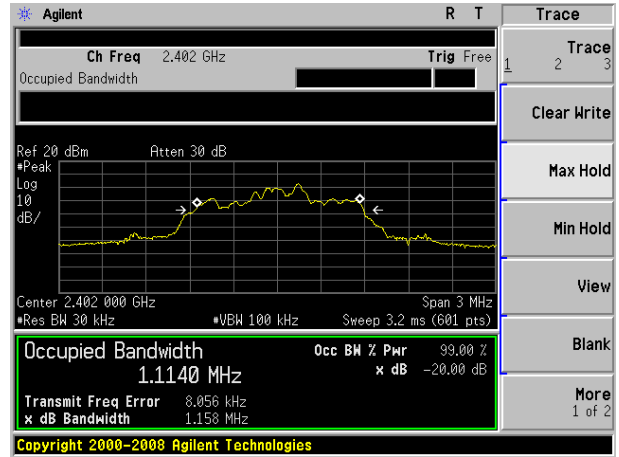 Agilent R T Trace
Ch Freq 2.402 GHz Trig Free
Occupied Bandwidth
Trace
1 2 3
Clear Write
Max Hold
Min Hold
View
Blank
More
1 of 2
Ref 20 dBm Atten 30 dB
#Peak
Log
10
dB/
Center 2.402 000 GHz Span 3 MHz
#Res BW 30 kHz #VBW 100 kHz Sweep 3.2 ms (601 pts)
Occupied Bandwidth Occ BW % Pwr 99.00 %
1.1140 MHz x dB -20.00 dB
Transmit Freq Error 8.056 kHz
x dB Bandwidth 1.158 MHz
Copyright 2000-2008 Agilent Technologies